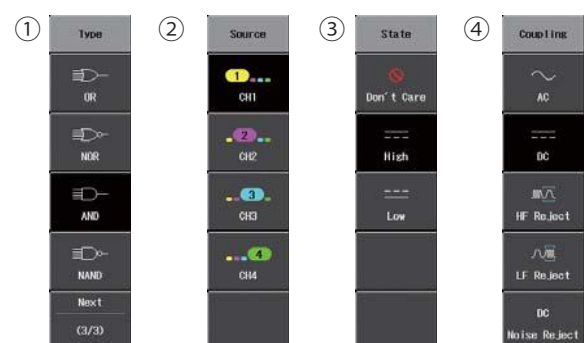 ① Type
OR
NOR
AND
NAND
Next
(3/3)
② Source
1
CH1
2
CH2
3
CH3
4
CH4
③ State
Don't Care
High
Low
④ Coupling
AC
DC
HF Reject
LF Reject
DC
Noise Reject